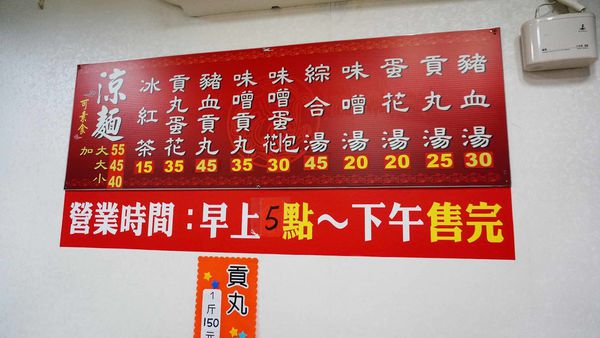 涼麵
可素食
加大 55
大 45
小 40
冰紅茶 15
貢丸蛋花 35
豬血貢丸 45
味噌貢丸 35
味噌蛋花 30
綜合湯 45
味噌湯 20
蛋花湯 20
貢丸湯 25
豬血湯 30
營業時間：早上5點～下午售完
貢丸
1斤150元